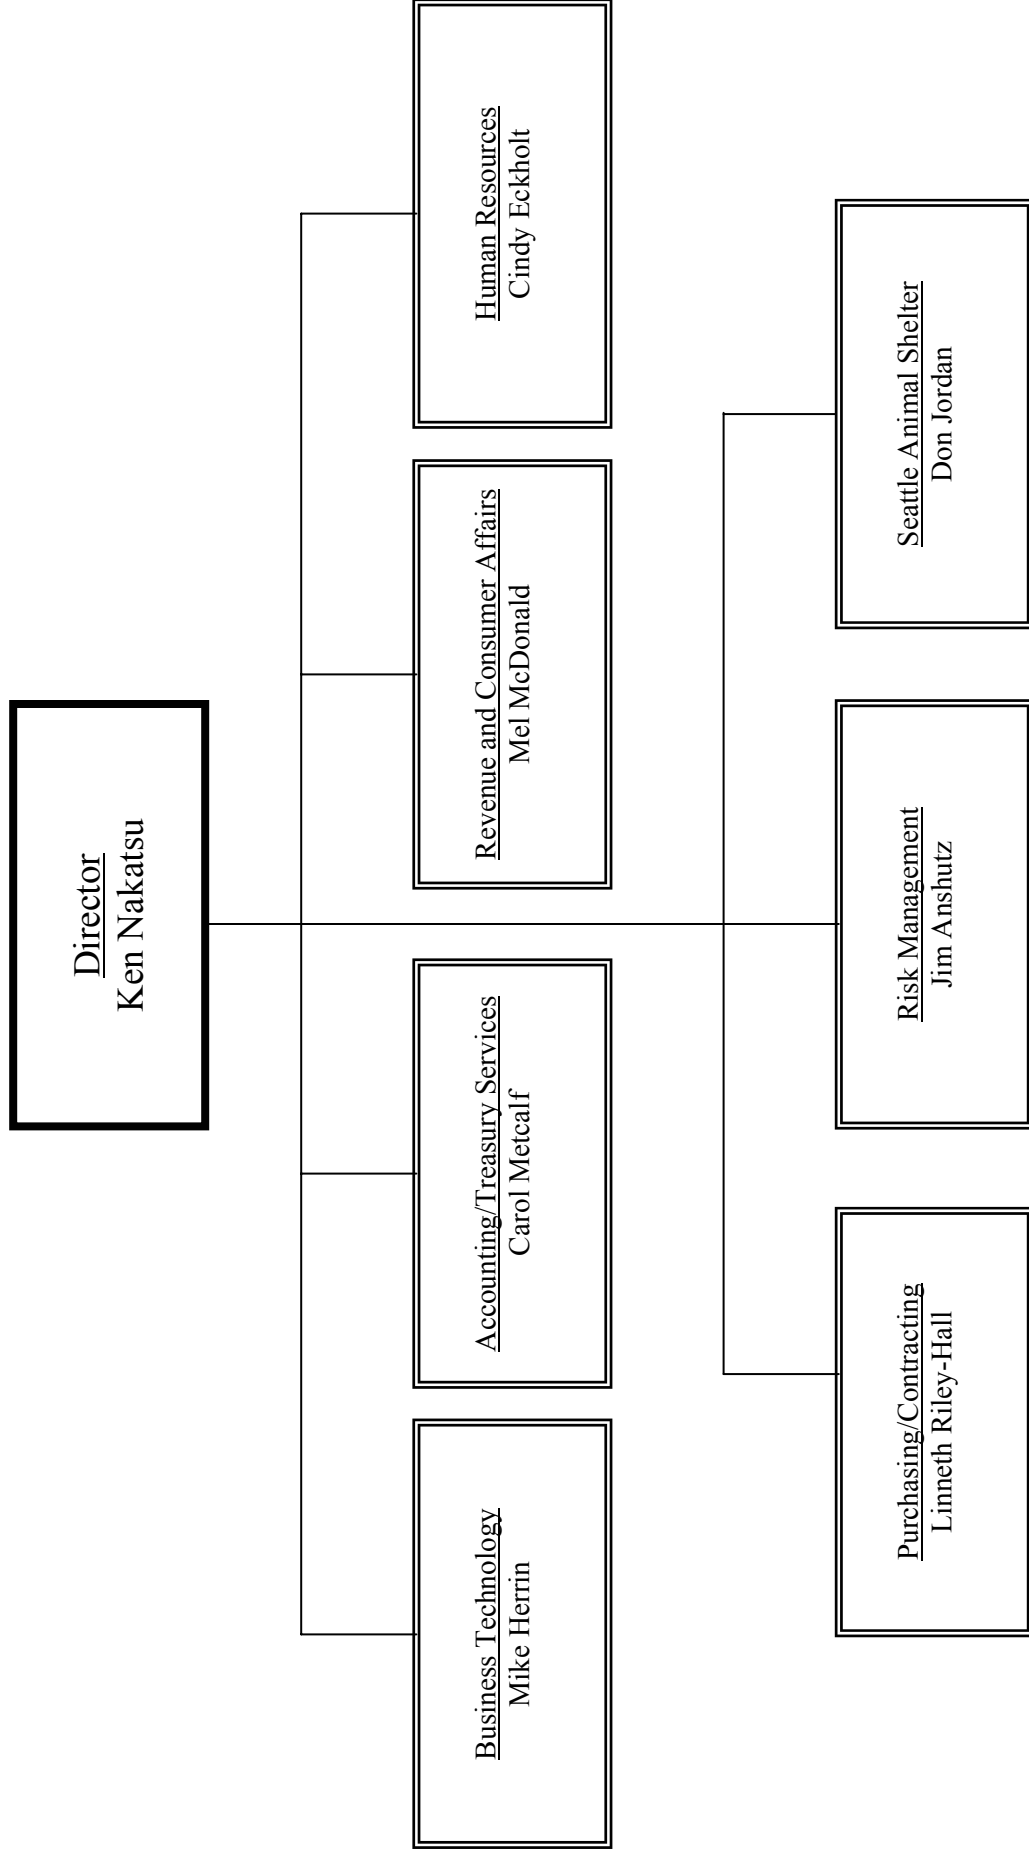 Director
Ken Nakatsu
Business Technology
Mike Herrin
Accounting/Treasury Services
Carol Metcalf
Revenue and Consumer Affairs
Mel McDonald
Human Resources
Cindy Eckholt
Purchasing/Contracting
Linneth Riley-Hall
Risk Management
Jim Anshutz
Seattle Animal Shelter
Don Jordan